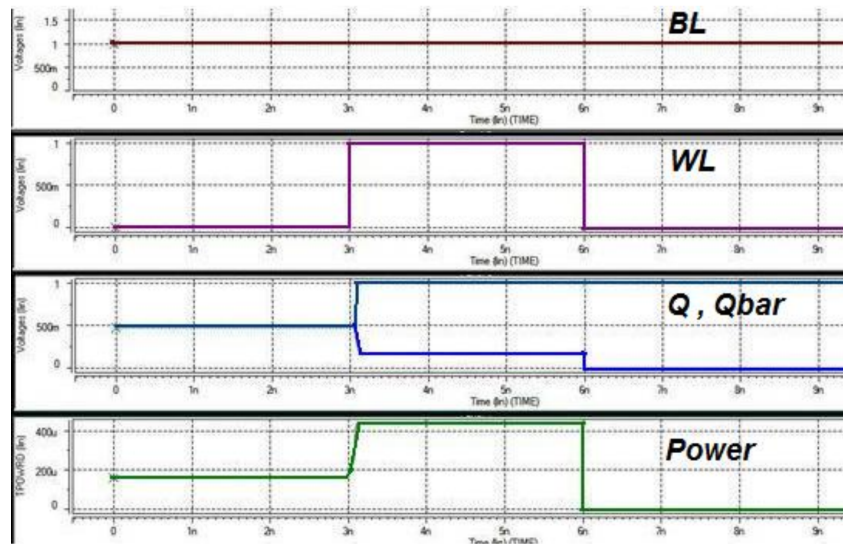 BL
Voltages (lin)
1.5
1
500m
0
0 1n 2n 3n 4n 5n 6n 7n 8n 9n
Time (lin) (TIME)
WL
Voltages (lin)
1
500m
0
0 1n 2n 3n 4n 5n 6n 7n 8n 9n
Time (lin) (TIME)
Q , Qbar
Voltages (lin)
1
500m
0
0 1n 2n 3n 4n 5n 6n 7n 8n 9n
Time (lin) (TIME)
Power
TPOWRD (lin)
400u
200u
0
0 1n 2n 3n 4n 5n 6n 7n 8n 9n
Time (lin) (TIME)